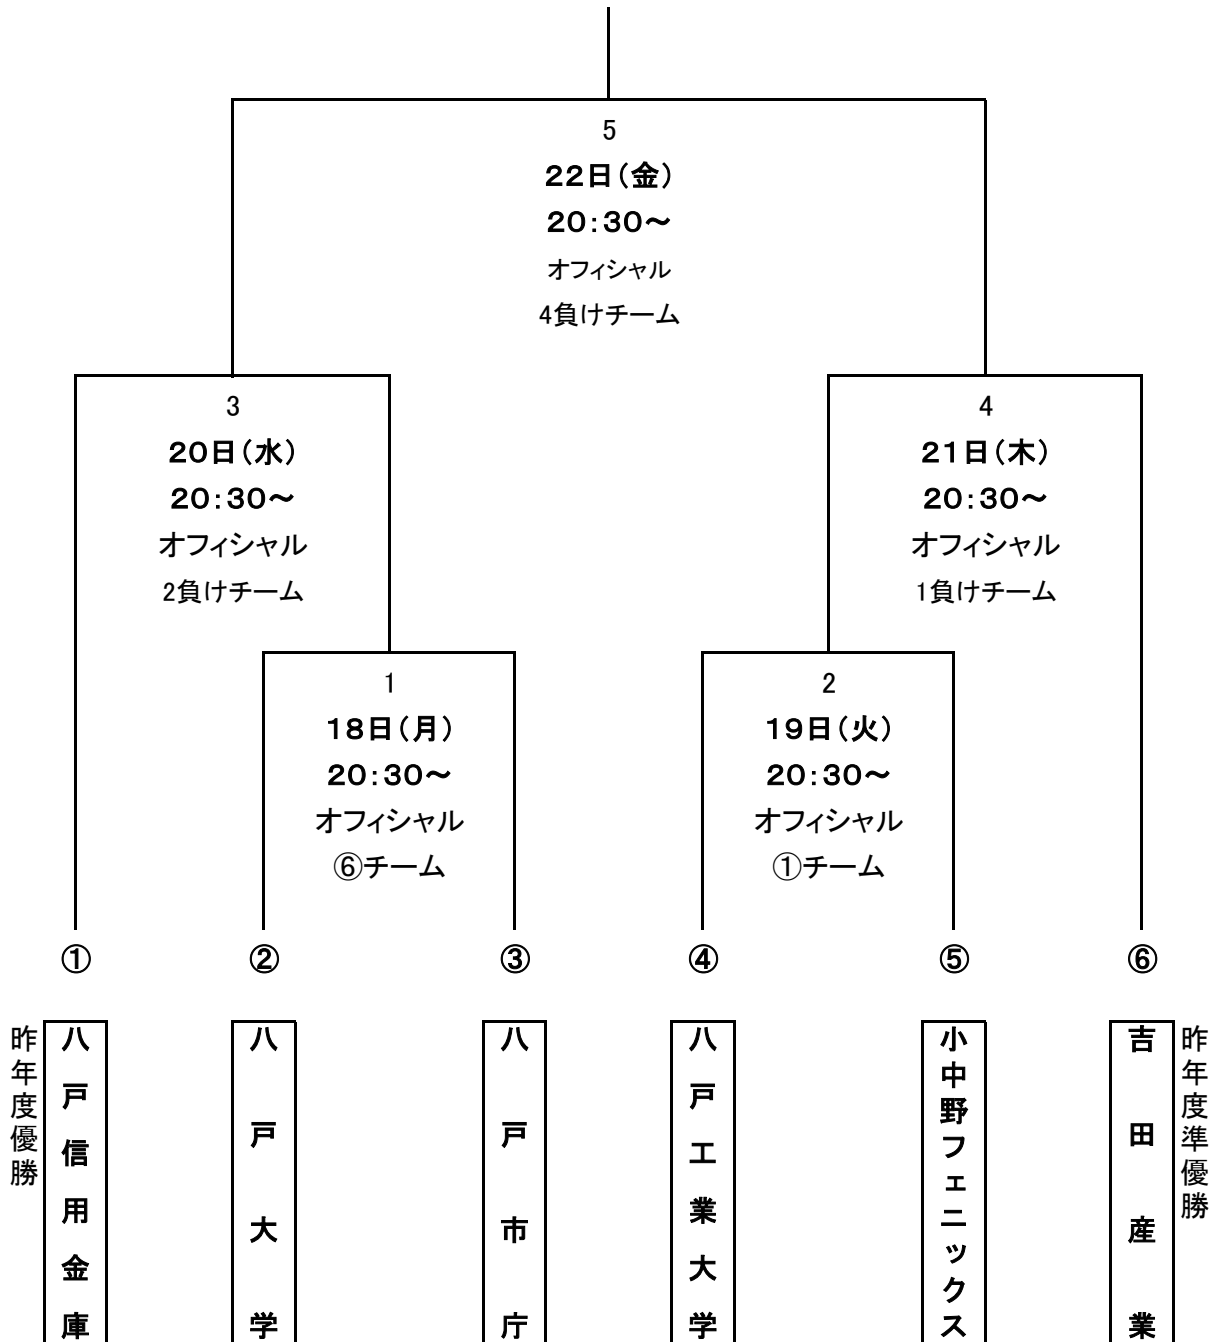 5
22日（金）
20：30～
オフィシャル
4負けチーム
3
20日（水）
20：30～
オフィシャル
2負けチーム
4
21日（木）
20：30～
オフィシャル
1負けチーム
1
18日（月）
20：30～
オフィシャル
⑥チーム
2
19日（火）
20：30～
オフィシャル
①チーム
①
②
③
④
⑤
⑥
昨年度優勝
八戸信用金庫
八戸大学
八戸市庁
八戸工業大学
小中野フェニックス
吉田産業
昨年度準優勝